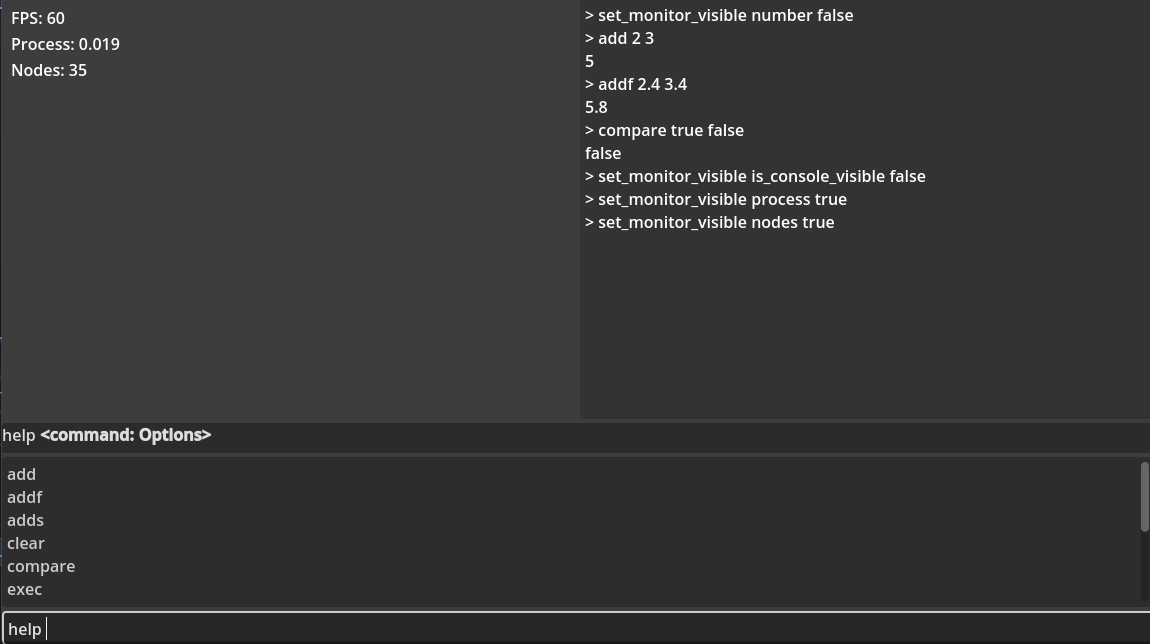 FPS: 60
Process: 0.019
Nodes: 35
> set_monitor_visible number false
> add 2 3
5
> addf 2.4 3.4
5.8
> compare true false
false
> set_monitor_visible is_console_visible false
> set_monitor_visible process true
> set_monitor_visible nodes true
help <command: Options>
add
addf
adds
clear
compare
exec
help